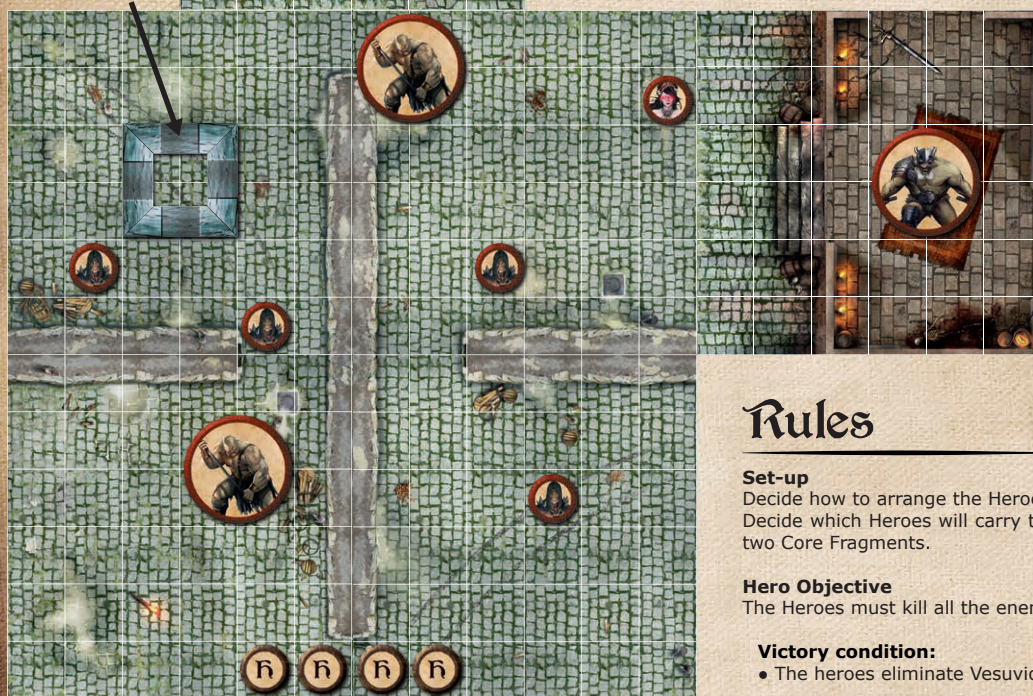 Rules
Set-up
Decide how to arrange the Heroe
Decide which Heroes will carry t
two Core Fragments.
Hero Objective
The Heroes must kill all the ener
Victory condition:
● The heroes eliminate Vesuvio
h h h h